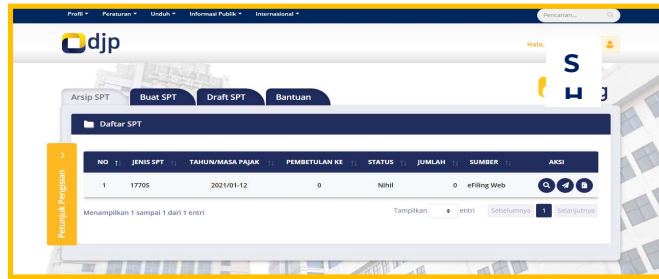 Profil Peraturan Unduh Informasi Publik Internasional Pencarian...
djp
Halo,
S
H g
Arsip SPT Buat SPT Draft SPT Bantuan
Daftar SPT
NO JENIS SPT TAHUN/MASA PAJAK PEMBETULAN KE STATUS JUMLAH SUMBER AKSI
1 1770S 2021/01-12 0 Nihil 0 eFiling Web
Menampilkan 1 sampai 1 dari 1 entri Tampilkan entri Sebelumnya 1 Selanjutnya
Petunjuk Pengisian